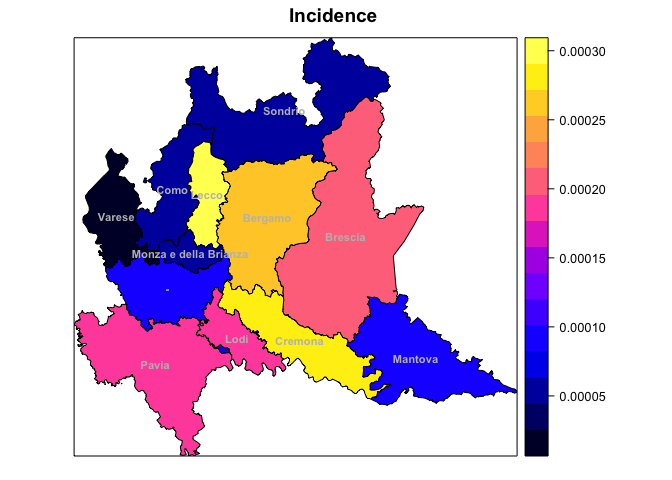 Incidence
0.00030
0.00025
0.00020
0.00015
0.00010
0.00005
Sondrio
Como
Lecco
Varese
Bergamo
Brescia
Monza e della Brianza
-
Lodi
Cremona
Pavia
Mantova